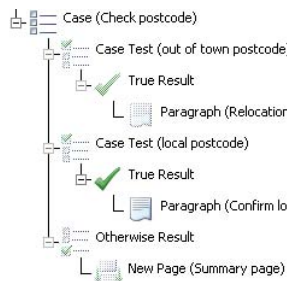 Case (Check postcode)
Case Test (out of town postcode
True Result
Paragraph (Relocation
Case Test (local postcode)
True Result
Paragraph (Confirm lo
Otherwise Result
New Page (Summary page)